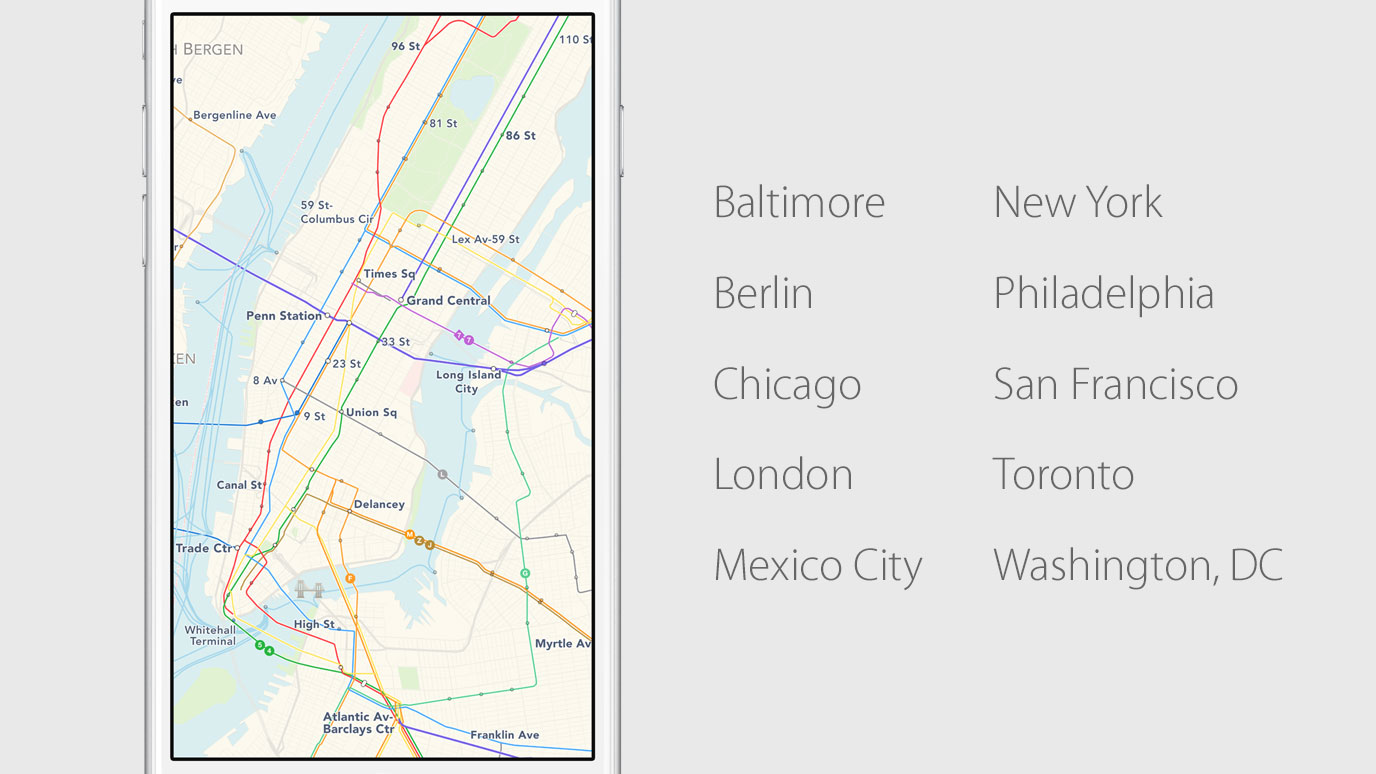 96 St
110 St
H BERGEN
ve
Bergenline Ave
81 St
86 St
59 St-
Columbus Cir
Lex Av-59 St
Times Sq
Grand Central
Penn Station
33 St
T T
KEN
23 St
8 Av
Long Island
City
en
9 St
Union Sq
L
Canal St
Delancey
M Z J
Trade Ctr
F
G
High St
Whitehall
Terminal
5 4
Myrtle Av
Atlantic Av-
Barclays Ctr
Franklin Ave
Baltimore
Berlin
Chicago
London
Mexico City
New York
Philadelphia
San Francisco
Toronto
Washington, DC